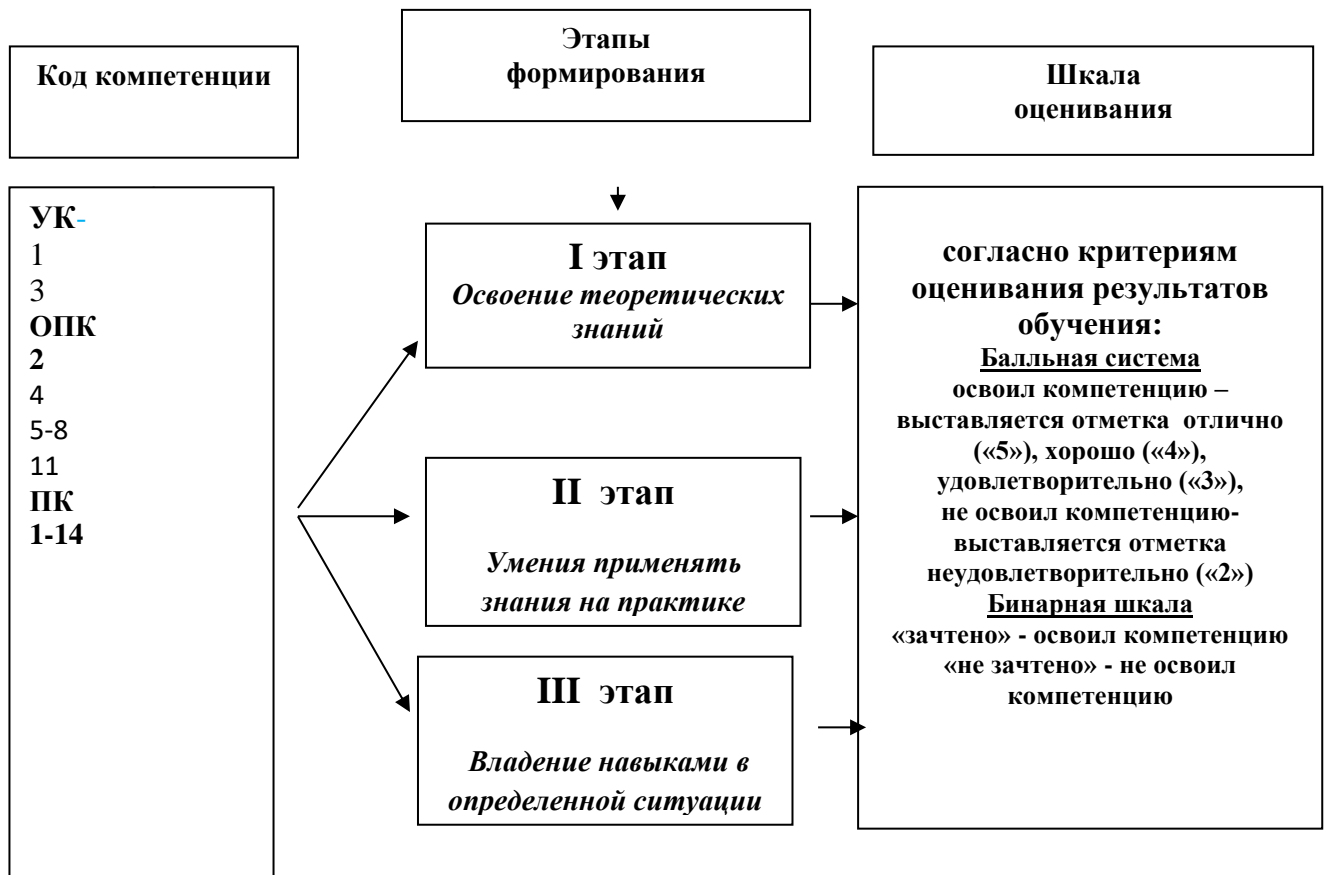 Код компетенции
Этапы
формирования
Шкала
оценивания
УК-
1
3
ОПК
2
4
5-8
11
ПК
1-14
I этап
Освоение теоретических
знаний
II этап
Умения применять
знания на практике
III этап
Владение навыками в
определенной ситуации
согласно критериям
оценивания результатов
обучения:
Балльная система
освоил компетенцию –
выставляется отметка отлично
(«5»), хорошо («4»),
удовлетворительно («3»),
не освоил компетенцию-
выставляется отметка
неудовлетворительно («2»)
Бинарная шкала
«зачтено» - освоил компетенцию
«не зачтено» - не освоил
компетенцию